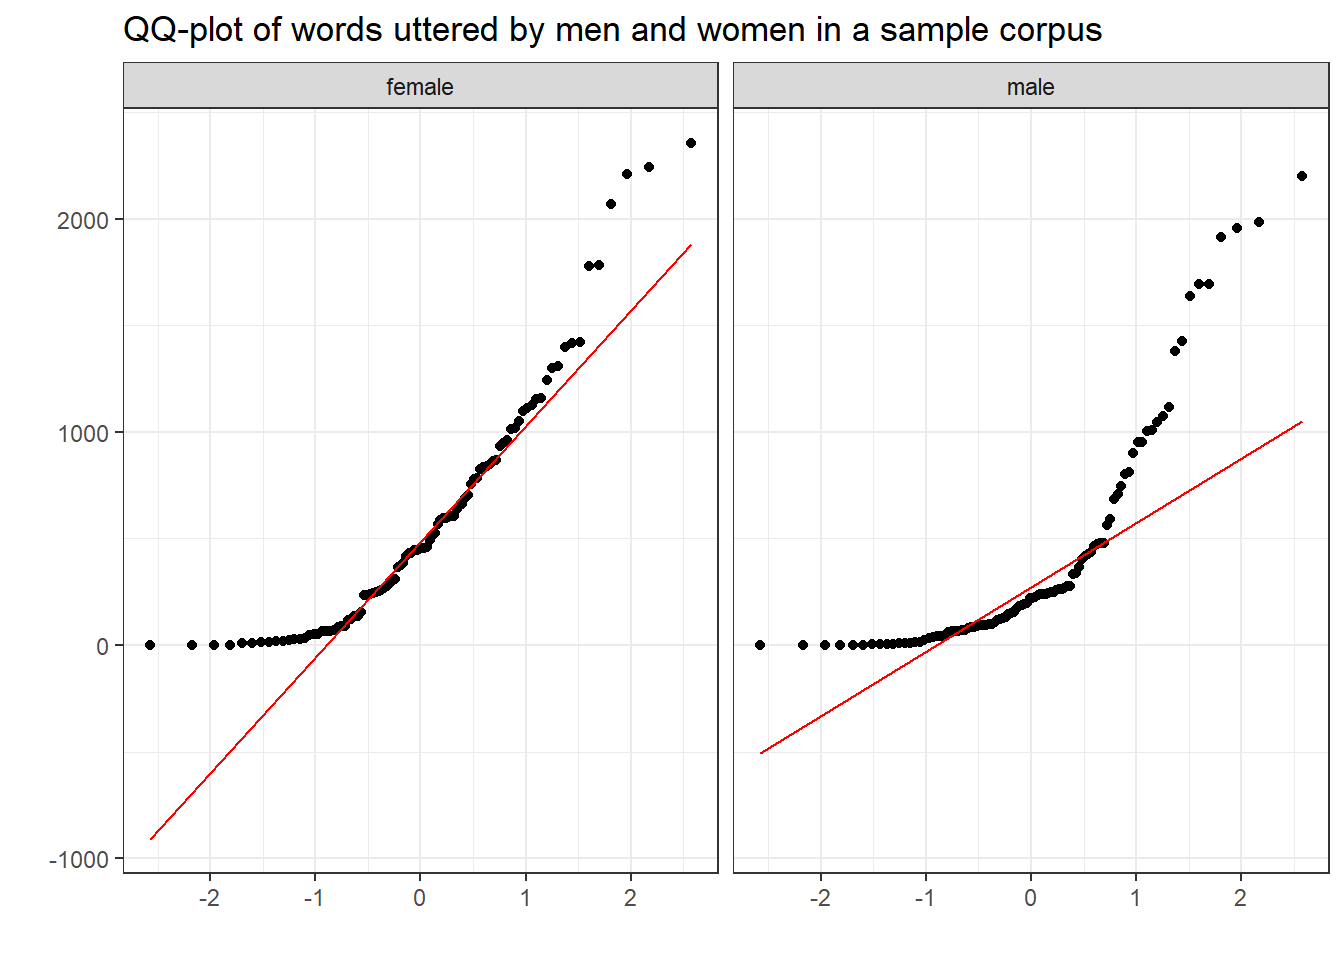 QQ-plot of words uttered by men and women in a sample corpus
female male
2000
1000
0
-1000
-2 -1 0 1 2 -2 -1 0 1 2